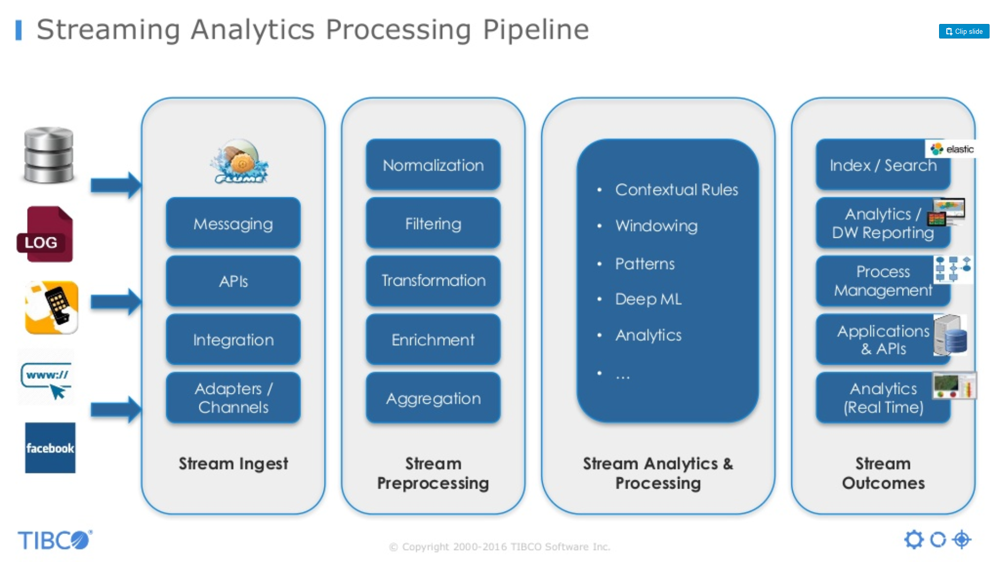 Streaming Analytics Processing Pipeline
Clip slide
LOG
www://
facebook
FLUME
Messaging
APIs
Integration
Adapters /
Channels
Stream Ingest
Normalization
Filtering
Transformation
Enrichment
Aggregation
Stream
Preprocessing
• Contextual Rules
• Windowing
• Patterns
• Deep ML
• Analytics
• ...
Stream Analytics &
Processing
elastic
Index / Search
Analytics /
DW Reporting
Process
Management
Applications
& APIs
Analytics
(Real Time)
Stream
Outcomes
TIBCO®
© Copyright 2000-2016 TIBCO Software Inc.